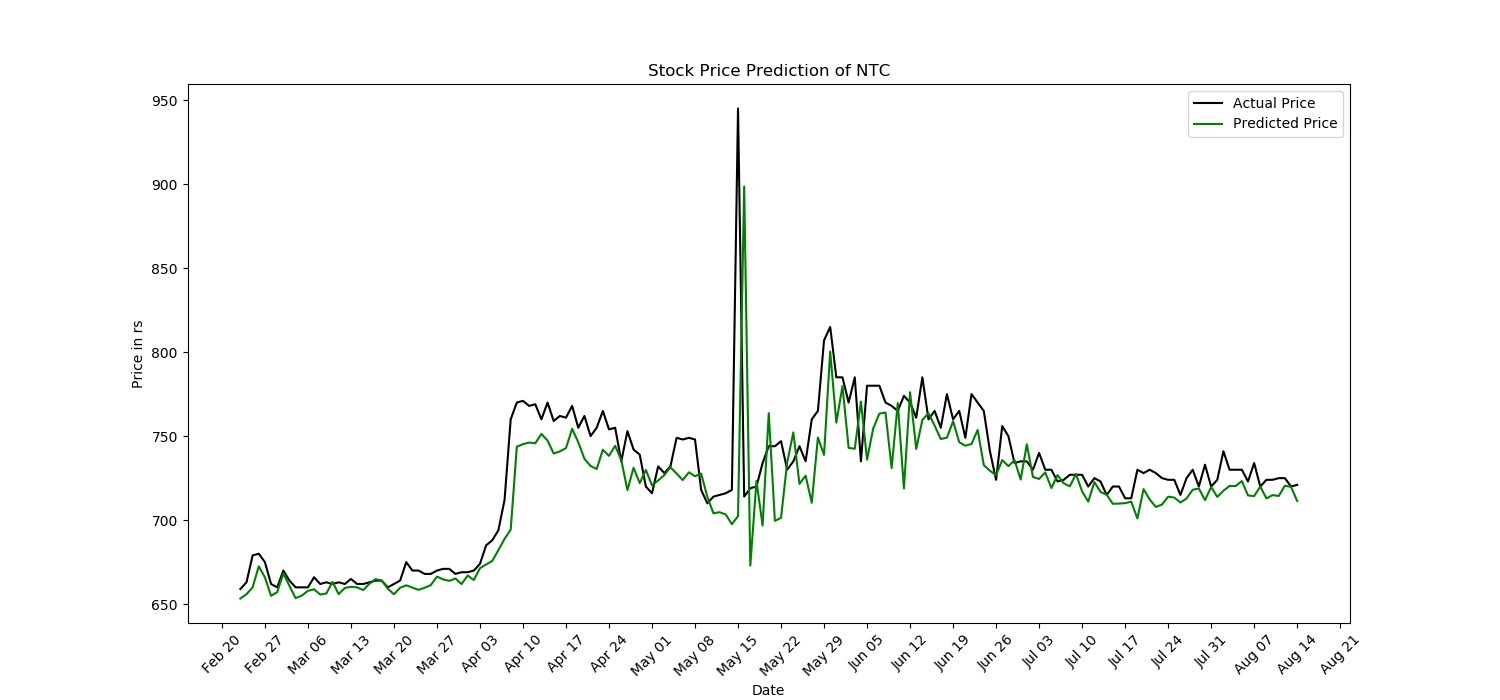 Stock Price Prediction of NTC
Actual Price
Predicted Price
Price in rs
950
900
850
800
750
700
650
Feb 20
Feb 27
Mar 06
Mar 13
Mar 20
Mar 27
Apr 03
Apr 10
Apr 17
Apr 24
May 01
May 08
May 15
May 22
May 29
Jun 05
Jun 12
Jun 19
Jun 26
Jul 03
Jul 10
Jul 17
Jul 24
Jul 31
Aug 07
Aug 14
Aug 21
Date